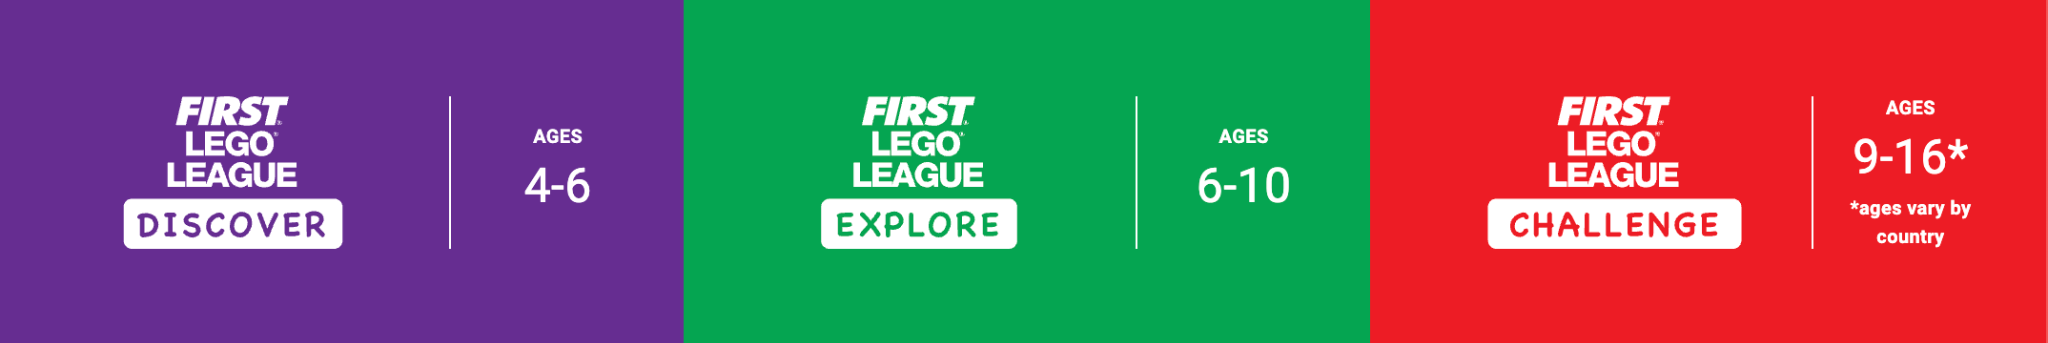 FIRST®
LEGO®
LEAGUE
DISCOVER
AGES
4-6
FIRST®
LEGO®
LEAGUE
EXPLORE
AGES
6-10
FIRST®
LEGO®
LEAGUE
CHALLENGE
AGES
9-16*
*ages vary by
country